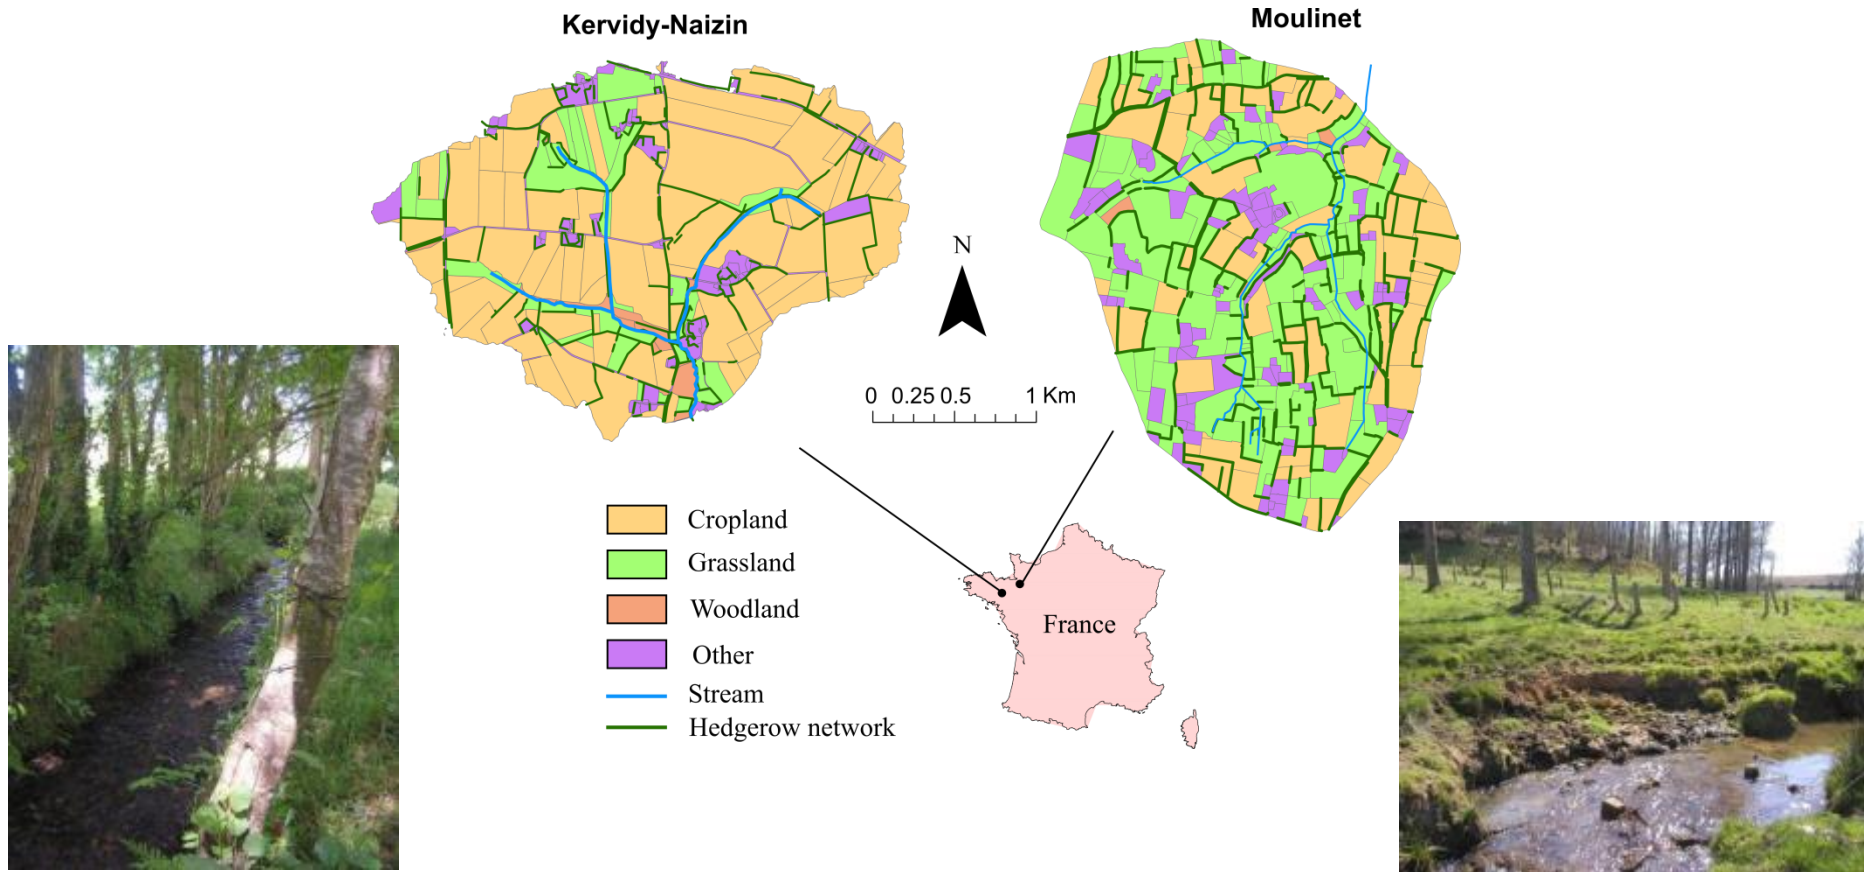 Kervidy-Naizin
Moulinet
N
0 0.25 0.5 1 Km
Cropland
Grassland
Woodland
Other
Stream
Hedgerow network
France